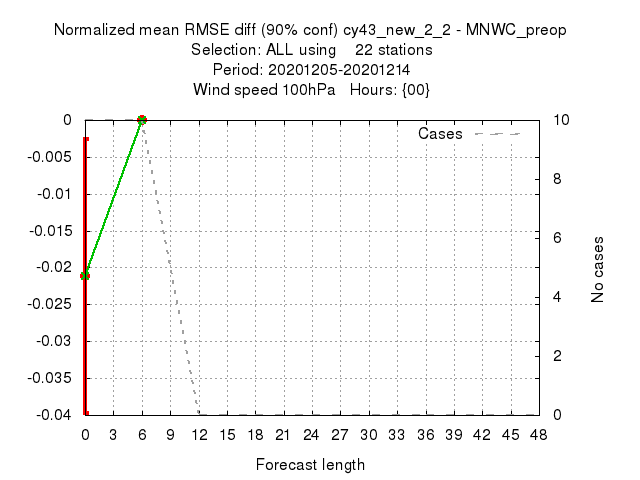 Normalized mean RMSE diff (90% conf) cy43_new_2_2 - MNWC_preop
Selection: ALL using    22 stations
Period: 20201205-20201214
Wind speed 100hPa   Hours: {00}
Cases
0
-0.005
-0.01
-0.015
-0.02
-0.025
-0.03
-0.035
-0.04
10
8
6
4
2
0
No cases
0 3 6 9 12 15 18 21 24 27 30 33 36 39 42 45 48
Forecast length